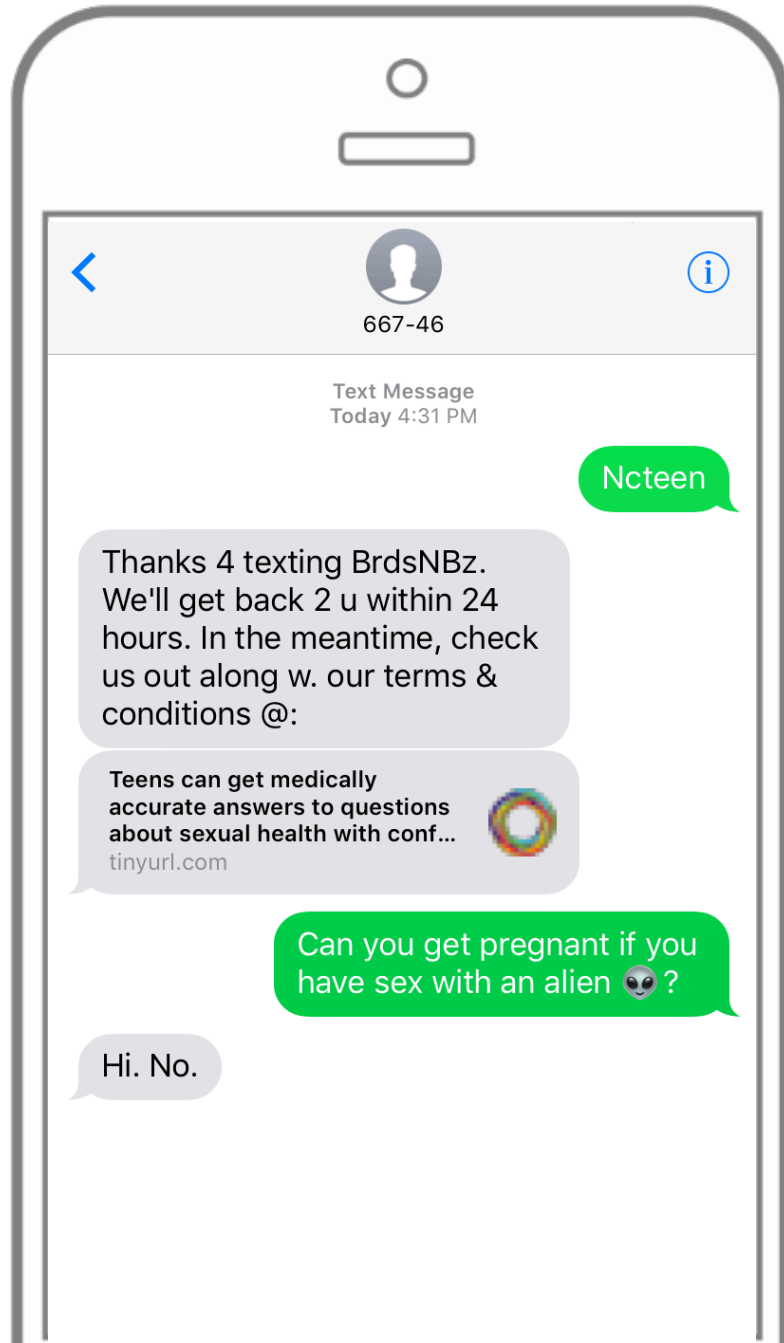 667-46
Text Message
Today 4:31 PM
Ncteen
Thanks 4 texting BrdsNBz.
We'll get back 2 u within 24
hours. In the meantime, check
us out along w. our terms &
conditions @:
Teens can get medically
accurate answers to questions
about sexual health with conf...
tinyurl.com
Can you get pregnant if you
have sex with an alien 👽?
Hi. No.